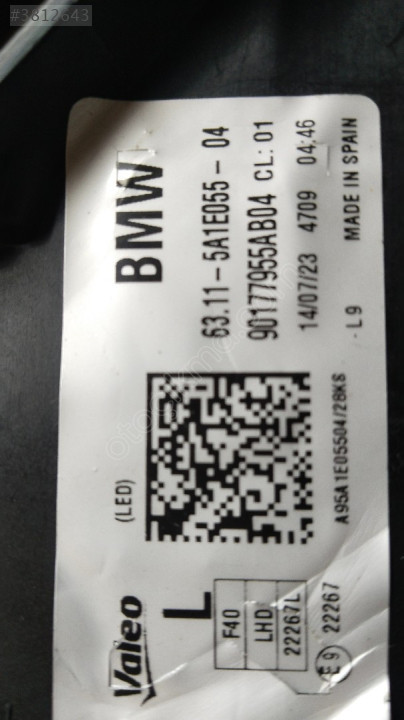 #3812643
Valeo
(LED)
BMW
L
F40
LHD
22267L
E9
22267
63.11-5A1E055-04
90177955AB04 CL:01
14/07/23 4709 04:46
A95A1E05504/28K8
L9
MADE IN SPAIN